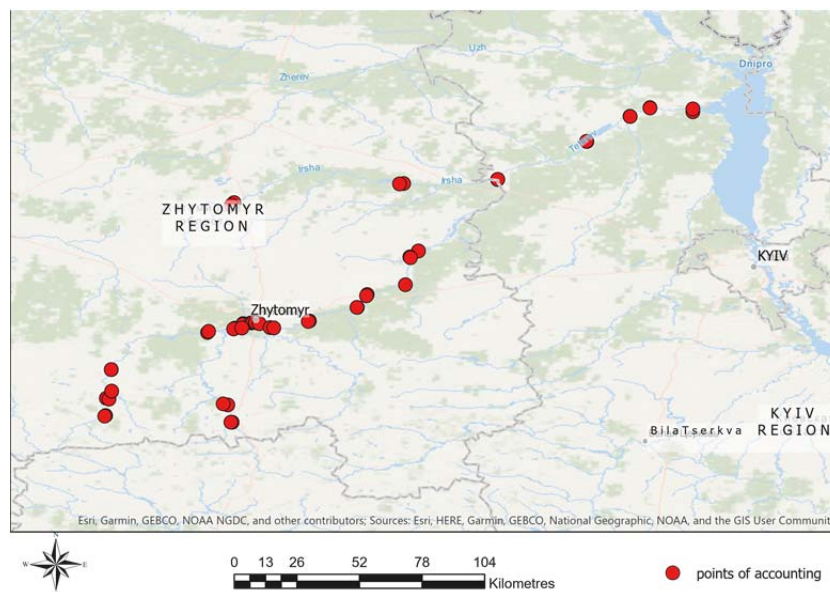 Uzh
Dnipro
Zherev
Teteriv
Irsha
Irsha
ZHYTOMYR
REGION
KYIV
Zhytomyr
KYIV
BilaTserkva REGION
Esri, Garmin, GEBCO, NOAA NGDC, and other contributors; Sources: Esri, HERE, Garmin, GEBCO, National Geographic, NOAA, and the GIS User Communit
N
W E
S
0 13 26 52 78 104
Kilometres
points of accounting